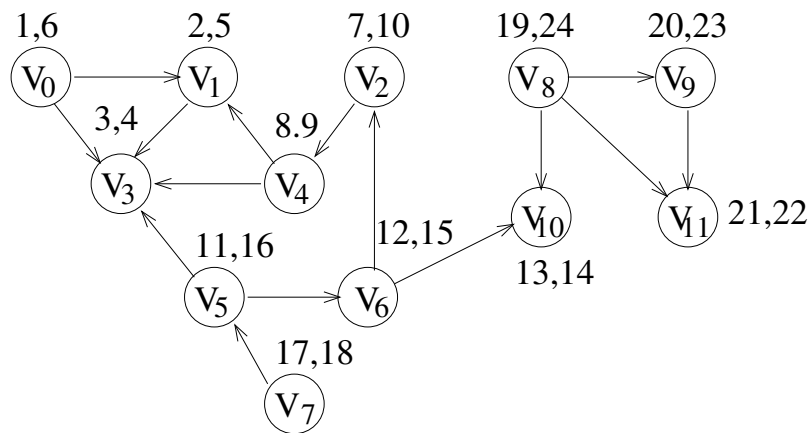 1,6 2,5 7,10 19,24 20,23
V0 V1 V2 V8 V9
3,4 8.9
V3 V4 V10 V11 21,22
11,16 12,15 13,14
V5 V6
17,18
V7